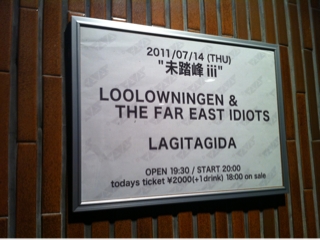 2011/07/14 (THU)
"未踏峰 iii"
LOOLOWNINGEN &
THE FAR EAST IDIOTS
LAGITAGIDA
OPEN 19:30 / START 20:00
todays ticket ¥2000(+1drink) 18:00 on sale